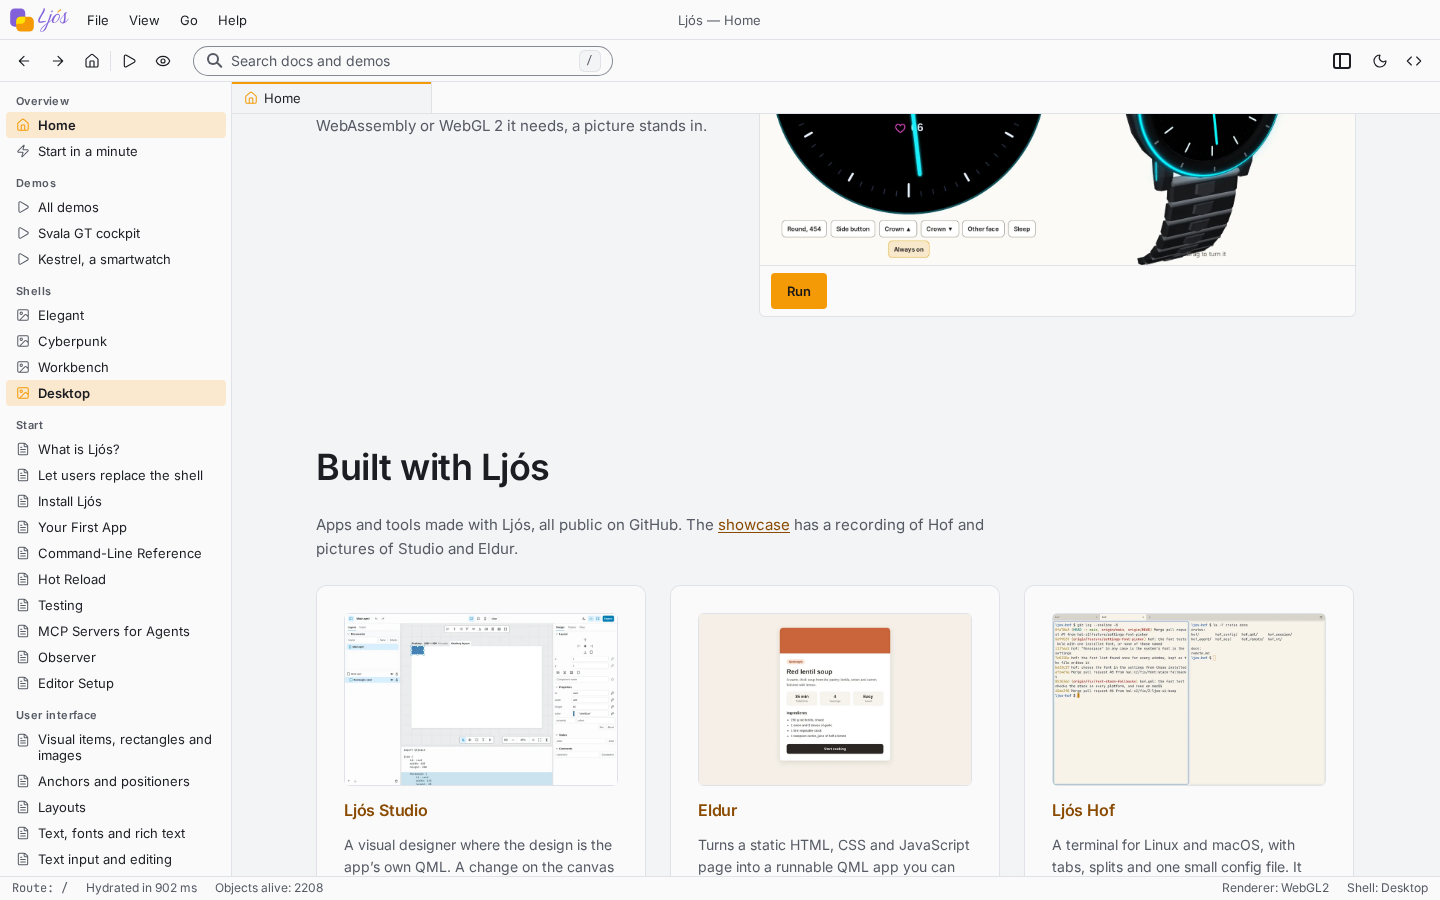 Ljós
File
View
Go
Help
Ljós — Home
Search docs and demos
/
Overview
Home
Start in a minute
Demos
All demos
Svala GT cockpit
Kestrel, a smartwatch
Shells
Elegant
Cyberpunk
Workbench
Desktop
Start
What is Ljós?
Let users replace the shell
Install Ljós
Your First App
Command-Line Reference
Hot Reload
Testing
MCP Servers for Agents
Observer
Editor Setup
User interface
Visual items, rectangles and
images
Anchors and positioners
Layouts
Text, fonts and rich text
Text input and editing
Home
WebAssembly or WebGL 2 it needs, a picture stands in.
Round, 454
Side button
Crown ▲
Crown ▼
Other face
Sleep
Always on
to turn it
Run
Built with Ljós
Apps and tools made with Ljós, all public on GitHub. The showcase has a recording of Hof and
pictures of Studio and Eldur.
Ljós Studio
A visual designer where the design is the
app’s own QML. A change on the canvas
Red lentil soup
Ingredients
Start cooking
Eldur
Turns a static HTML, CSS and JavaScript
page into a runnable QML app you can
Ljós Hof
A terminal for Linux and macOS, with
tabs, splits and one small config file. It
Route: /
Hydrated in 902 ms
Objects alive: 2208
Renderer: WebGL2
Shell: Desktop